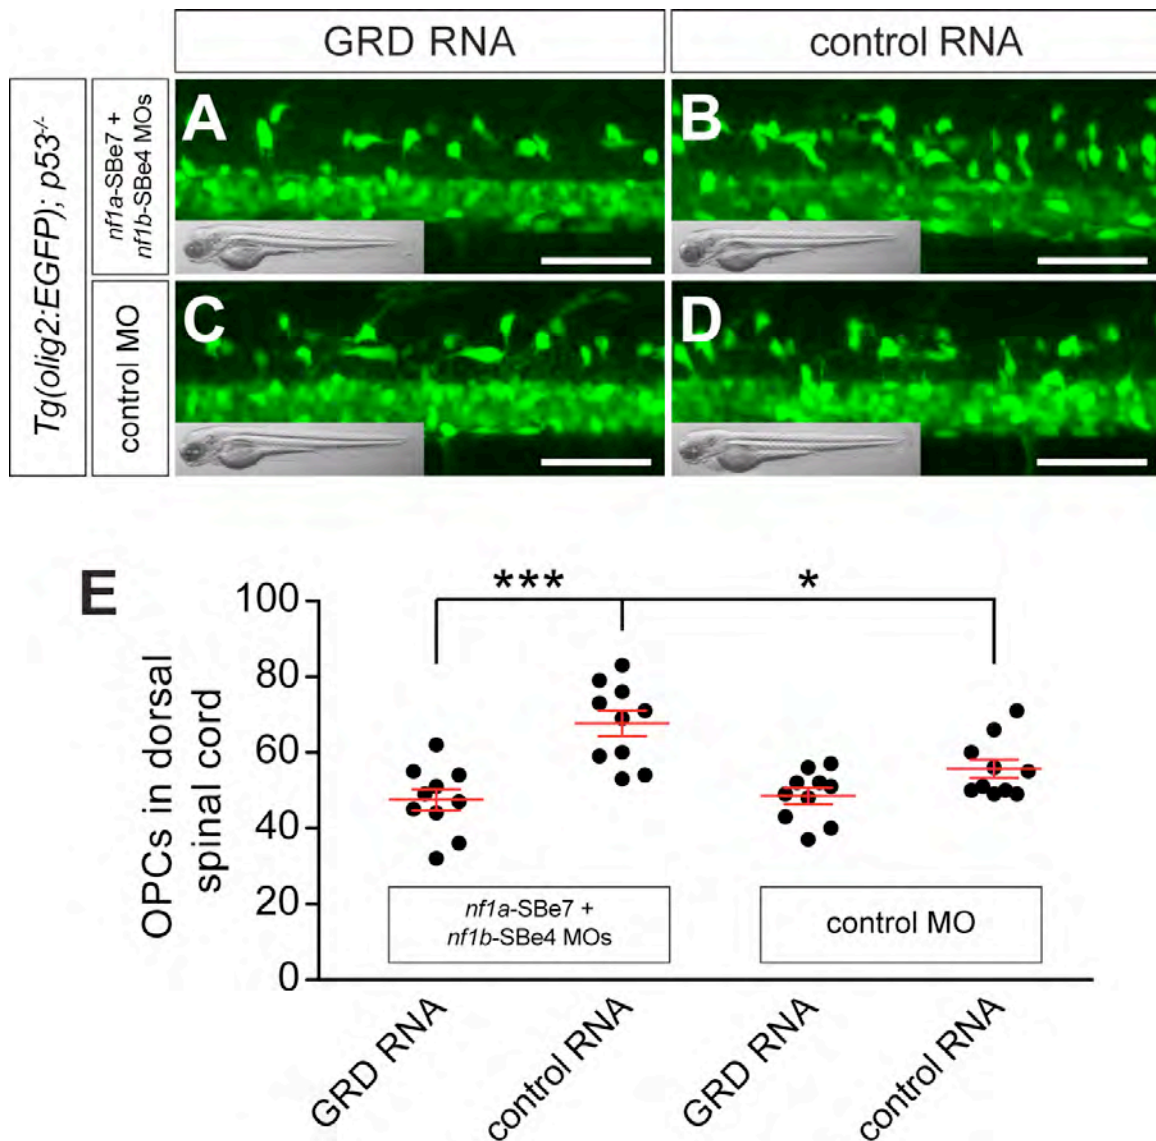 GRD RNA
control RNA
Tg(olig2:EGFP); p53-/-
nf1a-SBe7 +
nf1b-SBe4 MOs
A
B
control MO
C
D
E
***
*
OPCs in dorsal
spinal cord
100
80
60
40
20
0
nf1a-SBe7 +
nf1b-SBe4 MOs
control MO
GRD RNA
control RNA
GRD RNA
control RNA